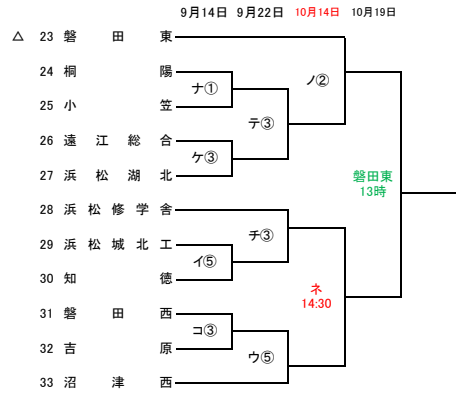 9月14日 9月22日 10月14日 10月19日
△ 23 磐田東
24 桐陽
ナ①
ノ②
25 小笠
テ③
26 遠江総合
ケ③
27 浜松湖北
磐田東
13時
28 浜松修学舎
チ③
29 浜松城北工
イ⑤
30 知徳
ネ
14:30
31 磐田西
コ③
32 吉原
ウ⑤
33 沼津西